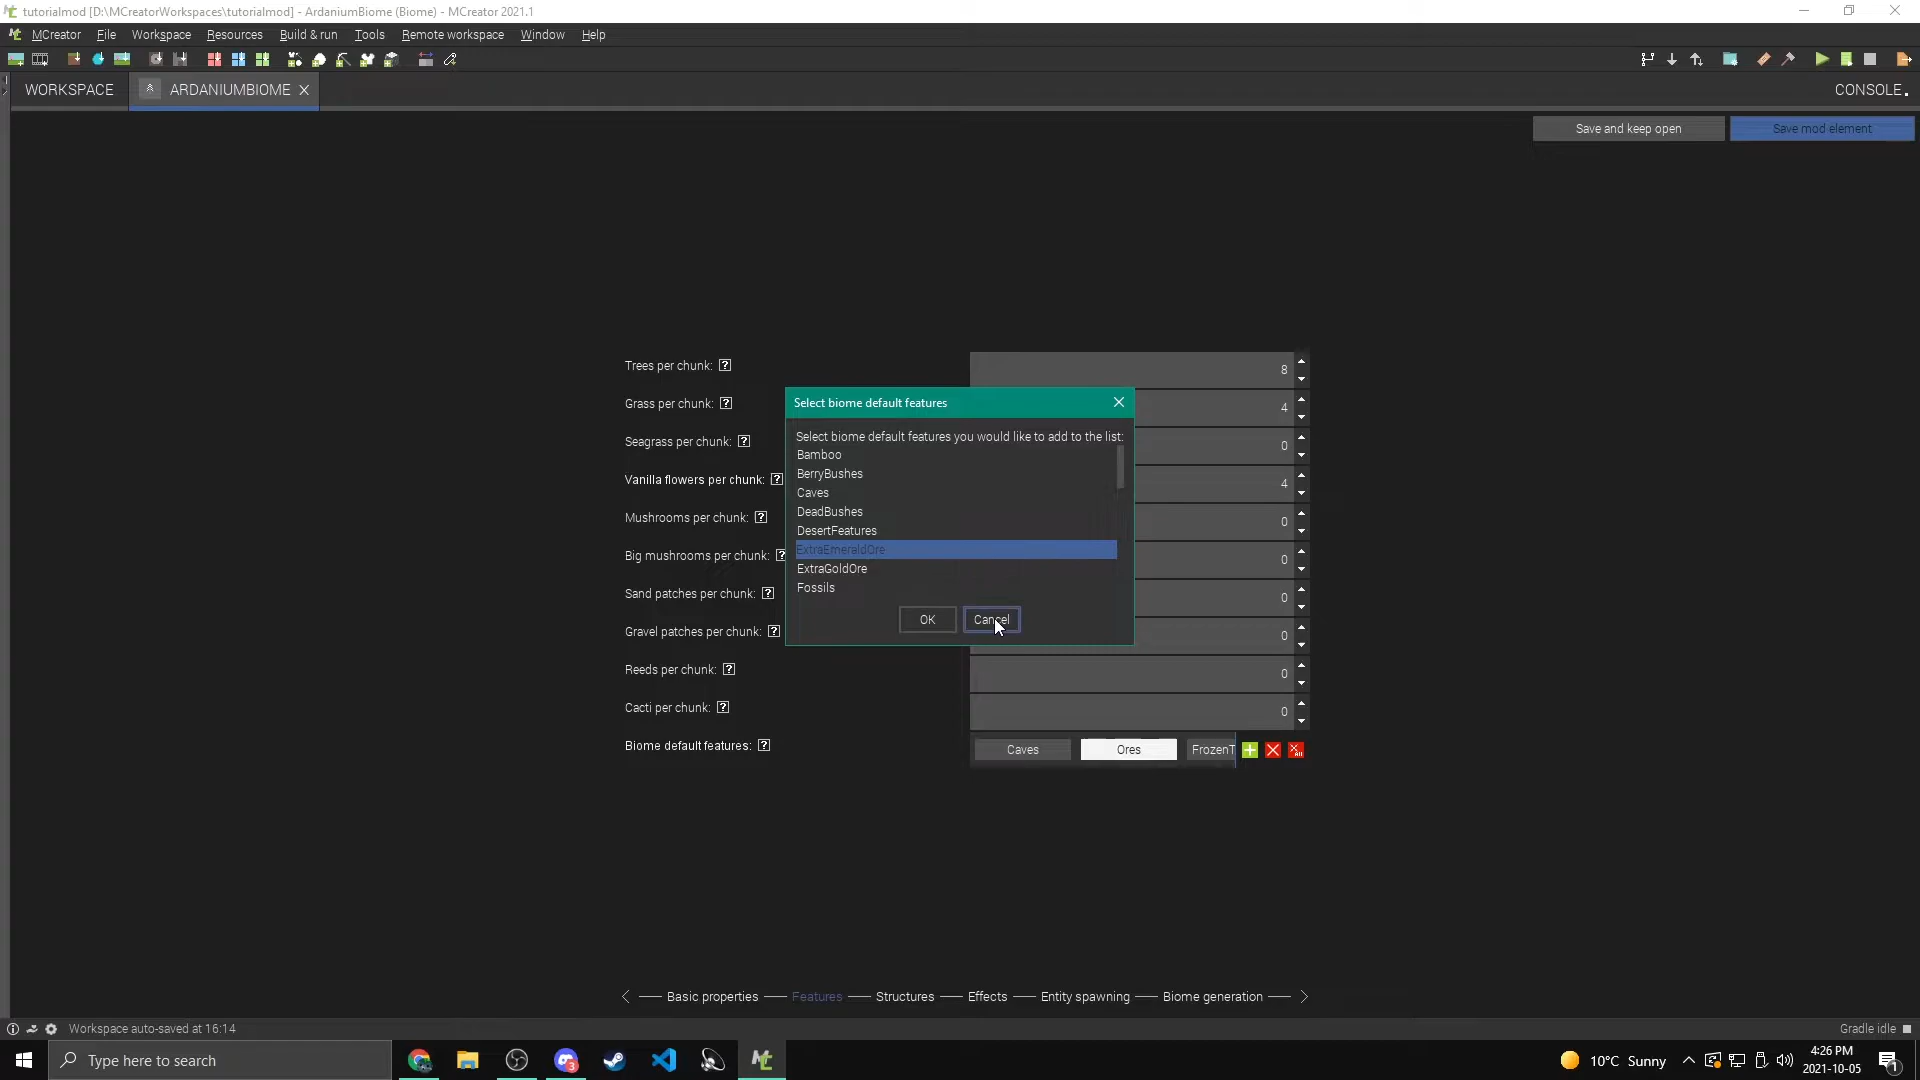 tutorialmod [D:\MCreatorWorkspaces\tutorialmod] - ArdaniumBiome (Biome) - MCreator 2021.1
MCreator File Workspace Resources Build & run Tools Remote workspace Window Help
WORKSPACE ARDANIUMBIOME CONSOLE
Save and keep open Save mod element
Trees per chunk: ? 8
Grass per chunk: ? 4
Seagrass per chunk: ? 0
Vanilla flowers per chunk: ? 4
Mushrooms per chunk: ? 0
Big mushrooms per chunk: ? 0
Sand patches per chunk: ? 0
Gravel patches per chunk: ? 0
Reeds per chunk: ? 0
Cacti per chunk: ? 0
Biome default features: ? Caves Ores FrozenT
Select biome default features
Select biome default features you would like to add to the list:
Bamboo
BerryBushes
Caves
DeadBushes
DesertFeatures
ExtraEmeraldOre
ExtraGoldOre
Fossils
OK Cancel
Basic properties Features Structures Effects Entity spawning Biome generation
Workspace auto-saved at 16:14 Gradle idle
Type here to search 3 10°C Sunny 4:26 PM
2021-10-05 1